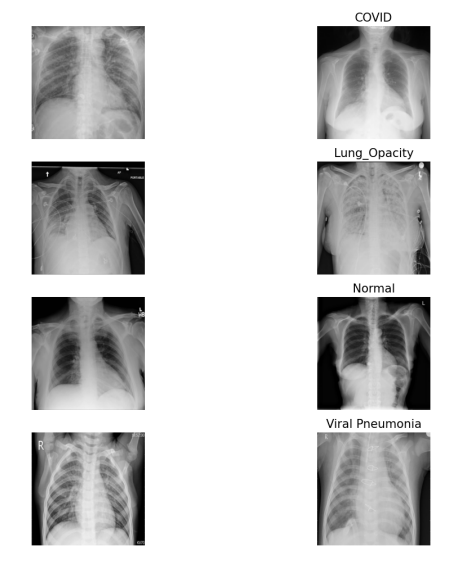 COVID
Lung_Opacity
Normal
L
R
Viral Pneumonia